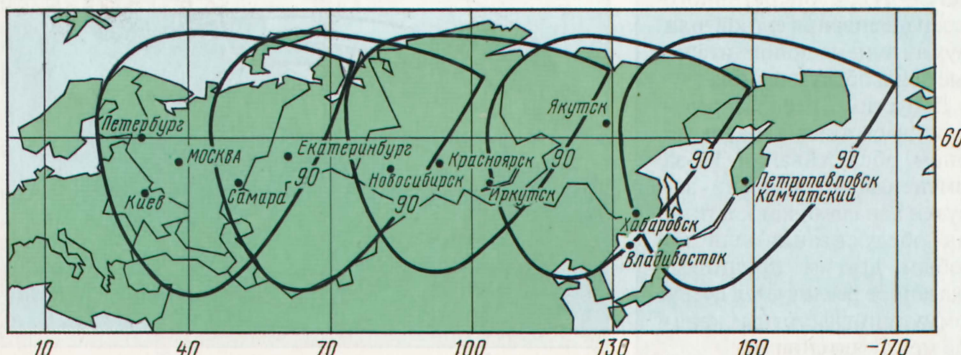 Якутск
Петербург
МОСКВА
Екатеринбург
Красноярск
60
90
90
90
Киев
Самара
Новосибирск
Иркутск
Петропавловск
Камчатский
90
Хабаровск
Владивосток
10 40 70 100 130 160 -170